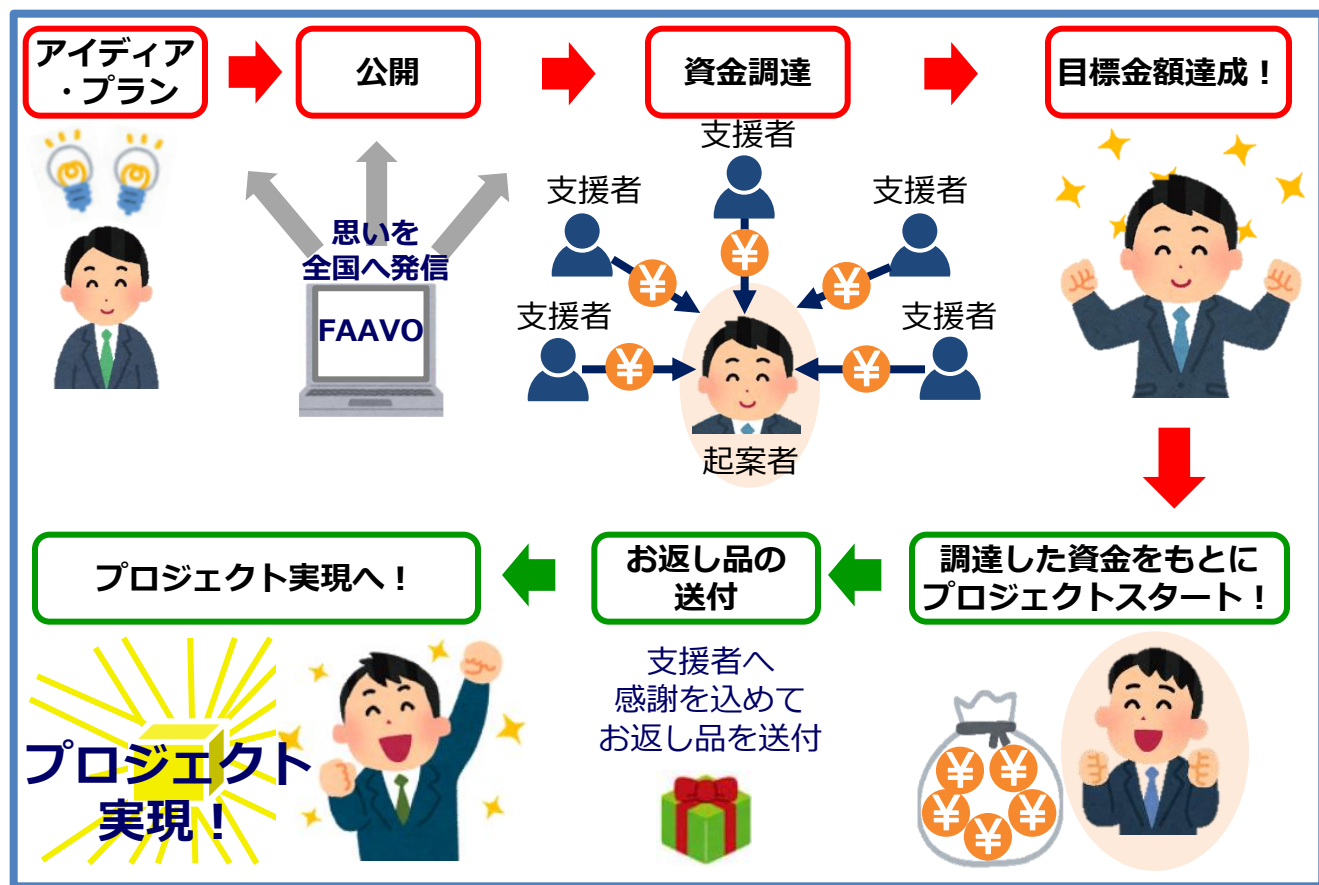 アイディア
・プラン
公開
資金調達
目標金額達成!
思いを
全国へ発信
FAAVO
支援者
支援者
支援者
支援者
支援者
¥
¥
¥
¥
¥
起案者
調達した資金をもとに
プロジェクトスタート!
¥
¥
¥
¥
¥
お返し品の
送付
支援者へ
感謝を込めて
お返し品を送付
プロジェクト実現へ!
プロジェクト
実現!